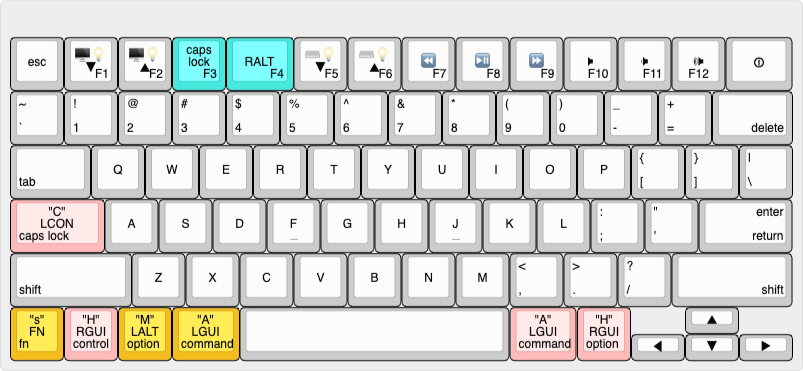 esc
F1
F2
caps
lock
F3
RALT
F4
F5
F6
F7
F8
F9
F10
F11
F12
~
`
!
1
@
2
#
3
$
4
%
5
^
6
&
7
*
8
(
9
)
0
_
-
+
=
delete
tab
Q
W
E
R
T
Y
U
I
O
P
{
[
}
]
|
\
"C"
LCON
caps lock
A
S
D
F
_
G
H
J
_
K
L
:
;
"
'
enter
return
shift
Z
X
C
V
B
N
M
<
,
>
.
?
/
shift
"s"
FN
fn
"H"
RGUI
control
"M"
LALT
option
"A"
LGUI
command
"A"
LGUI
command
"H"
RGUI
option